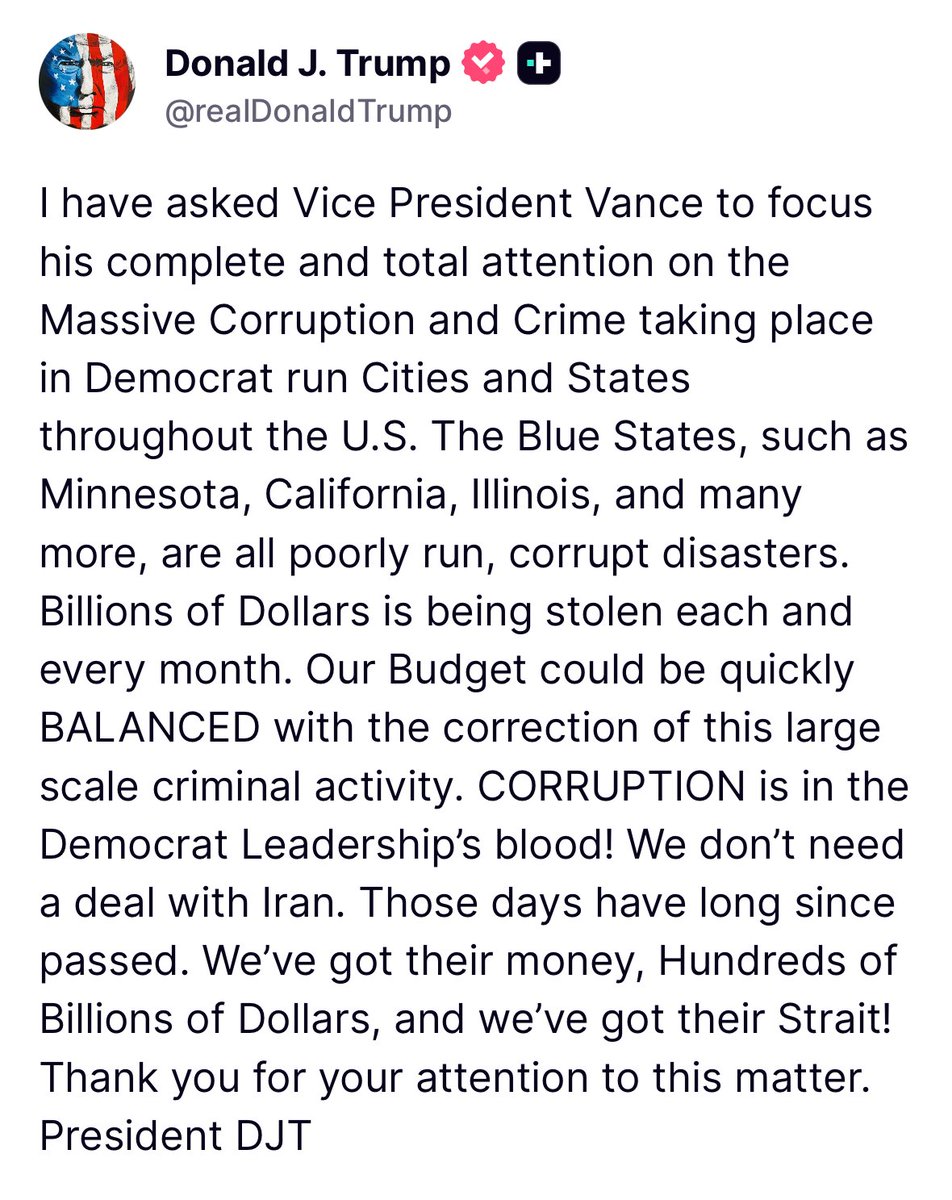 Donald J. Trump
@realDonaldTrump
I have asked Vice President Vance to focus
his complete and total attention on the
Massive Corruption and Crime taking place
in Democrat run Cities and States
throughout the U.S. The Blue States, such as
Minnesota, California, Illinois, and many
more, are all poorly run, corrupt disasters.
Billions of Dollars is being stolen each and
every month. Our Budget could be quickly
BALANCED with the correction of this large
scale criminal activity. CORRUPTION is in the
Democrat Leadership’s blood! We don’t need
a deal with Iran. Those days have long since
passed. We’ve got their money, Hundreds of
Billions of Dollars, and we’ve got their Strait!
Thank you for your attention to this matter.
President DJT